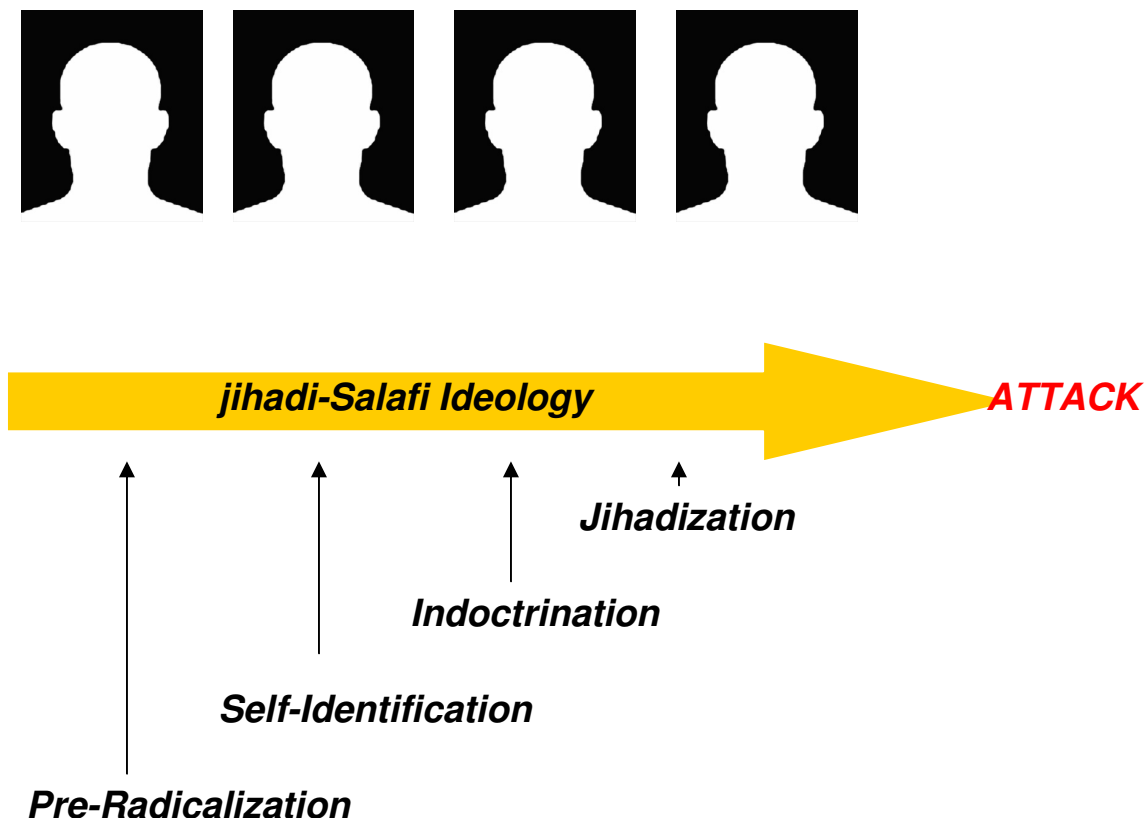 jihadi-Salafi Ideology
ATTACK
Jihadization
Indoctrination
Self-Identification
Pre-Radicalization